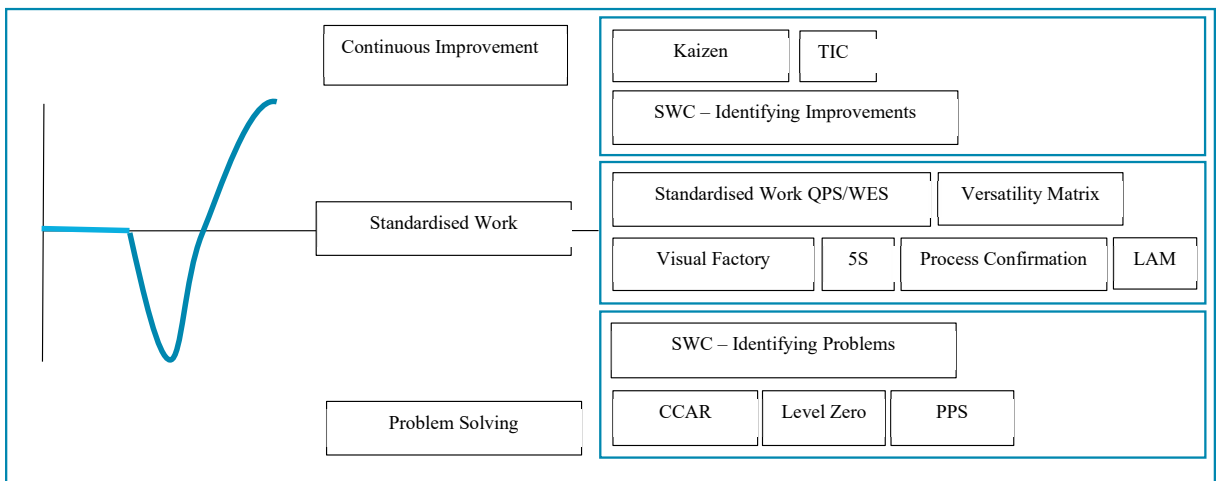 Continuous Improvement
Kaizen
TIC
SWC – Identifying Improvements
Standardised Work
Standardised Work QPS/WES
Versatility Matrix
Visual Factory
5S
Process Confirmation
LAM
Problem Solving
SWC – Identifying Problems
CCAR
Level Zero
PPS